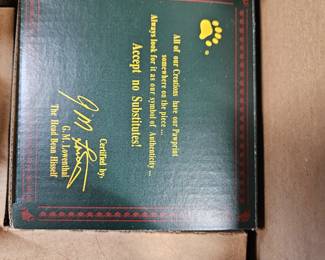 All of our Creations have our Pawprint
somewhere on the piece ...
Always look for it as our symbol of Authenticity ...
Accept no Substitutes!
Certified by:
G.M. Lowenthal
The Head Bean Hisself